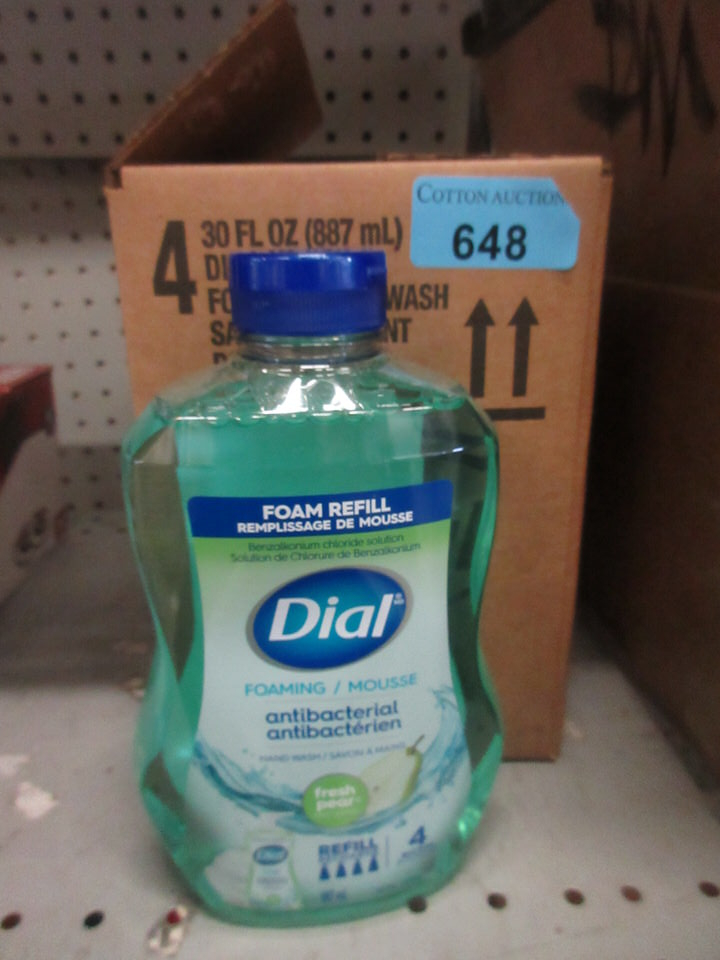 COTTON AUCTION
648
4
30 FL OZ (887 mL)
WASH
FOAM REFILL
REMPLISSAGE DE MOUSSE
Benzalkonium chloride solution
Solution de Chlorure de Benzalkonium
Dial
FOAMING / MOUSSE
antibacterial
antibactérien
HAND WASH / SAVON À MAINS
fresh
pear
REFILL
4
Dial